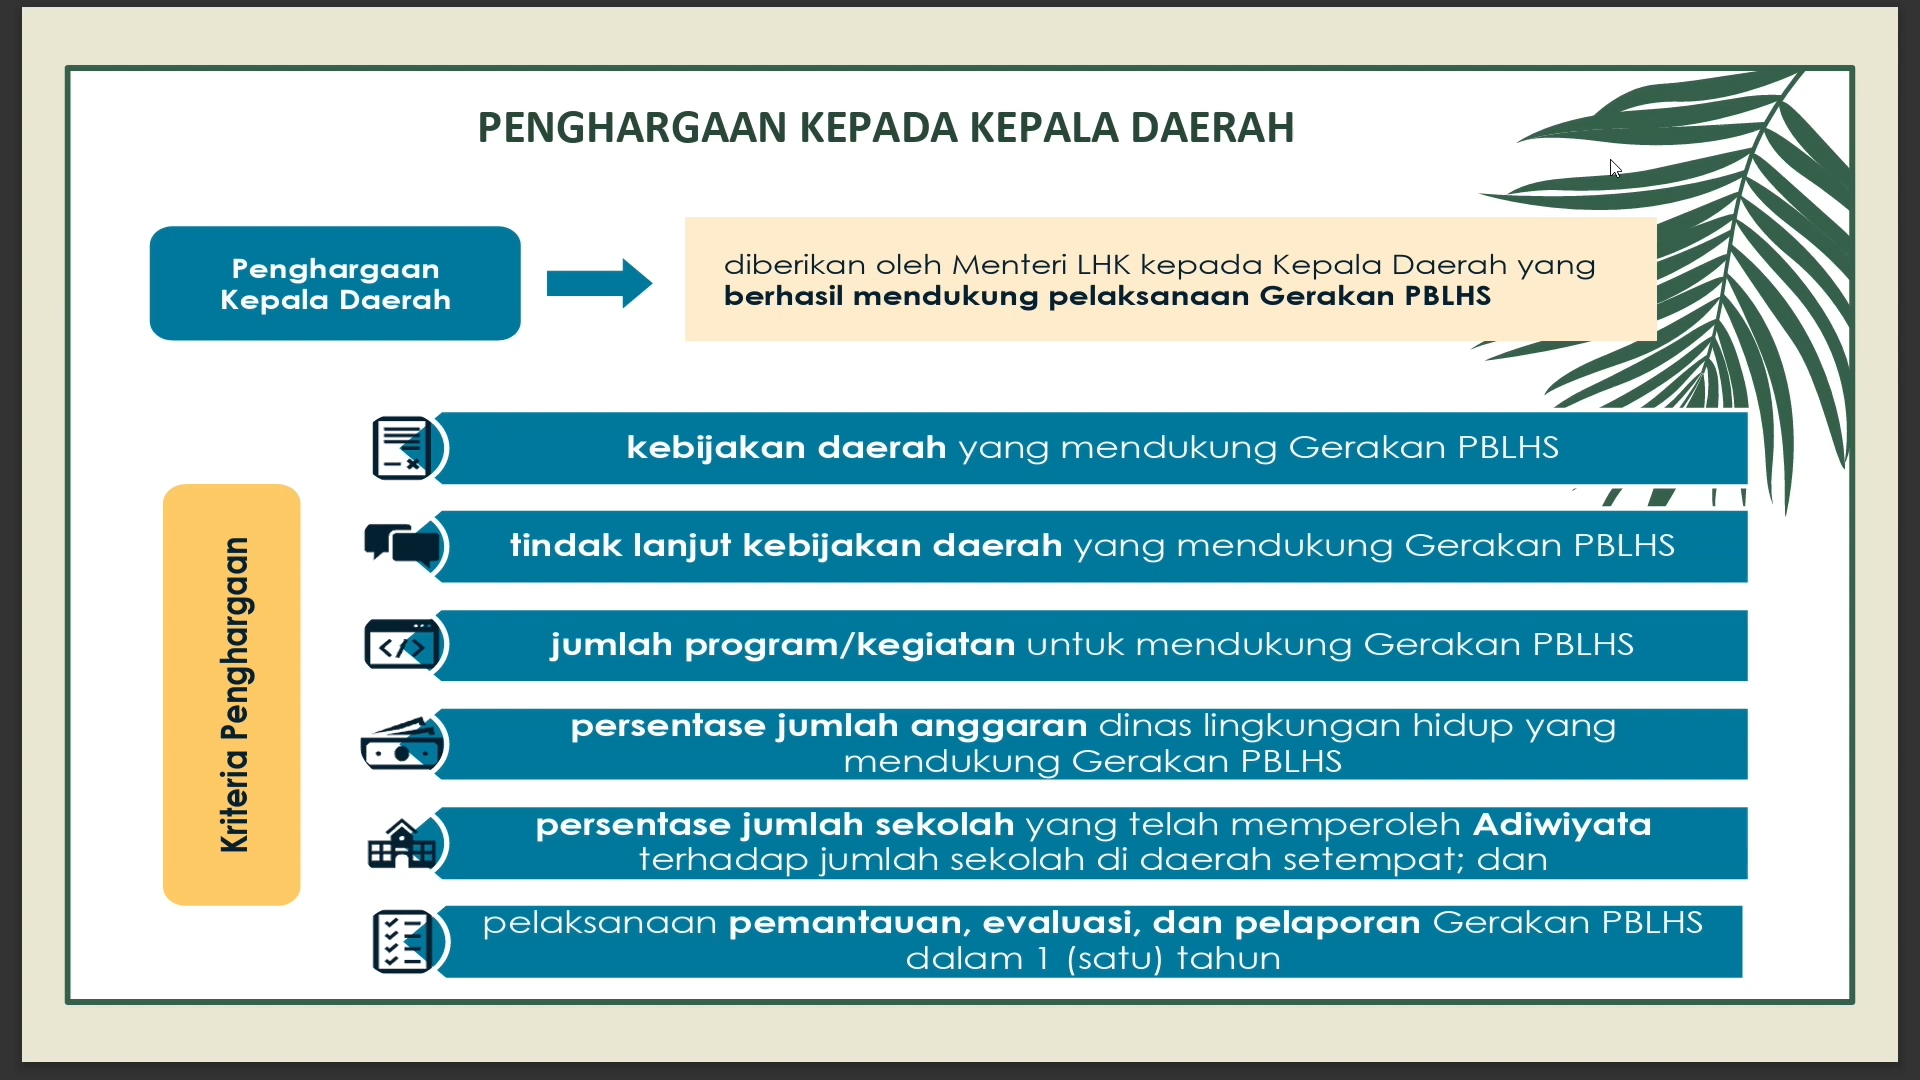 PENGHARGAAN KEPADA KEPALA DAERAH
Penghargaan
Kepala Daerah
diberikan oleh Menteri LHK kepada Kepala Daerah yang
berhasil mendukung pelaksanaan Gerakan PBLHS
Kriteria Penghargaan
kebijakan daerah yang mendukung Gerakan PBLHS
tindak lanjut kebijakan daerah yang mendukung Gerakan PBLHS
jumlah program/kegiatan untuk mendukung Gerakan PBLHS
persentase jumlah anggaran dinas lingkungan hidup yang
mendukung Gerakan PBLHS
persentase jumlah sekolah yang telah memperoleh Adiwiyata
terhadap jumlah sekolah di daerah setempat; dan
pelaksanaan pemantauan, evaluasi, dan pelaporan Gerakan PBLHS
dalam 1 (satu) tahun